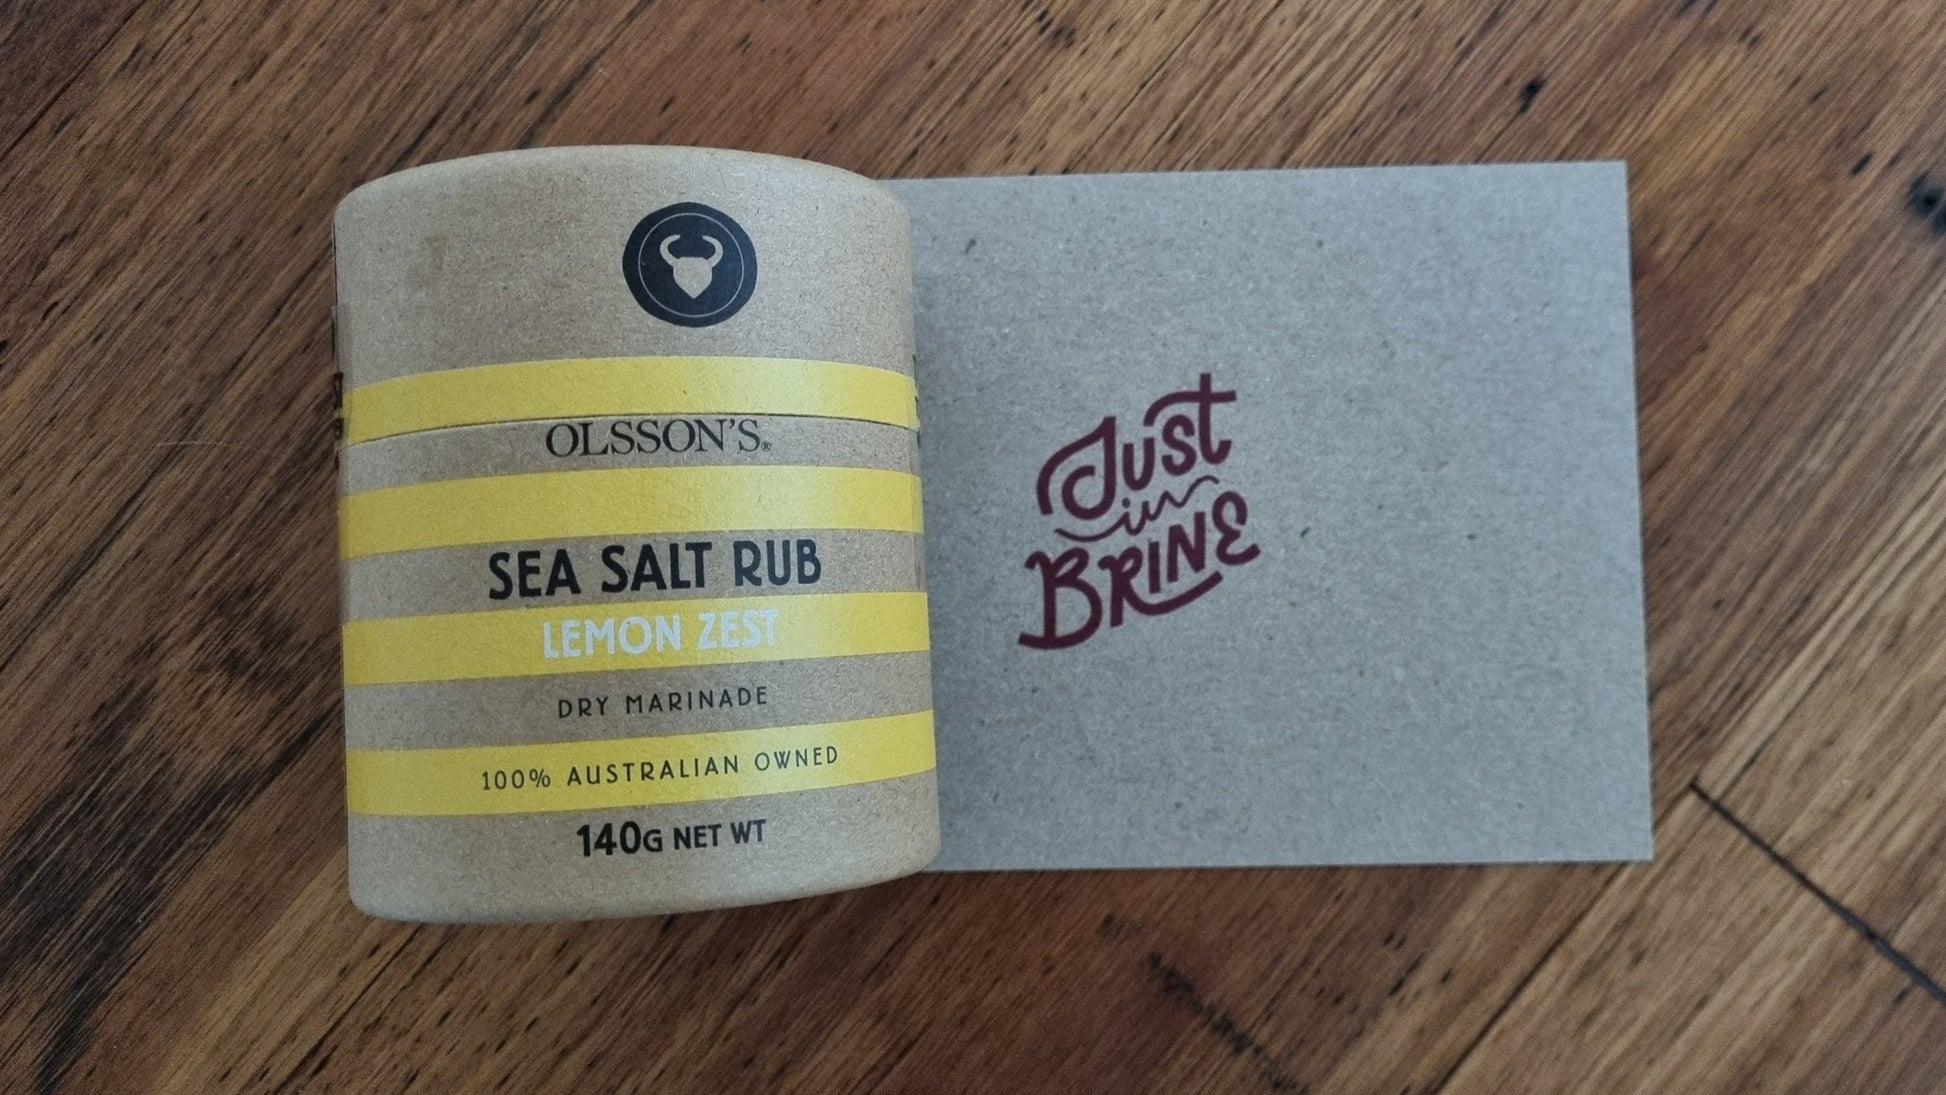 OLSSON'S®
SEA SALT RUB
LEMON ZEST
DRY MARINADE
100% AUSTRALIAN OWNED
140G NET WT
Just
in
BRINE